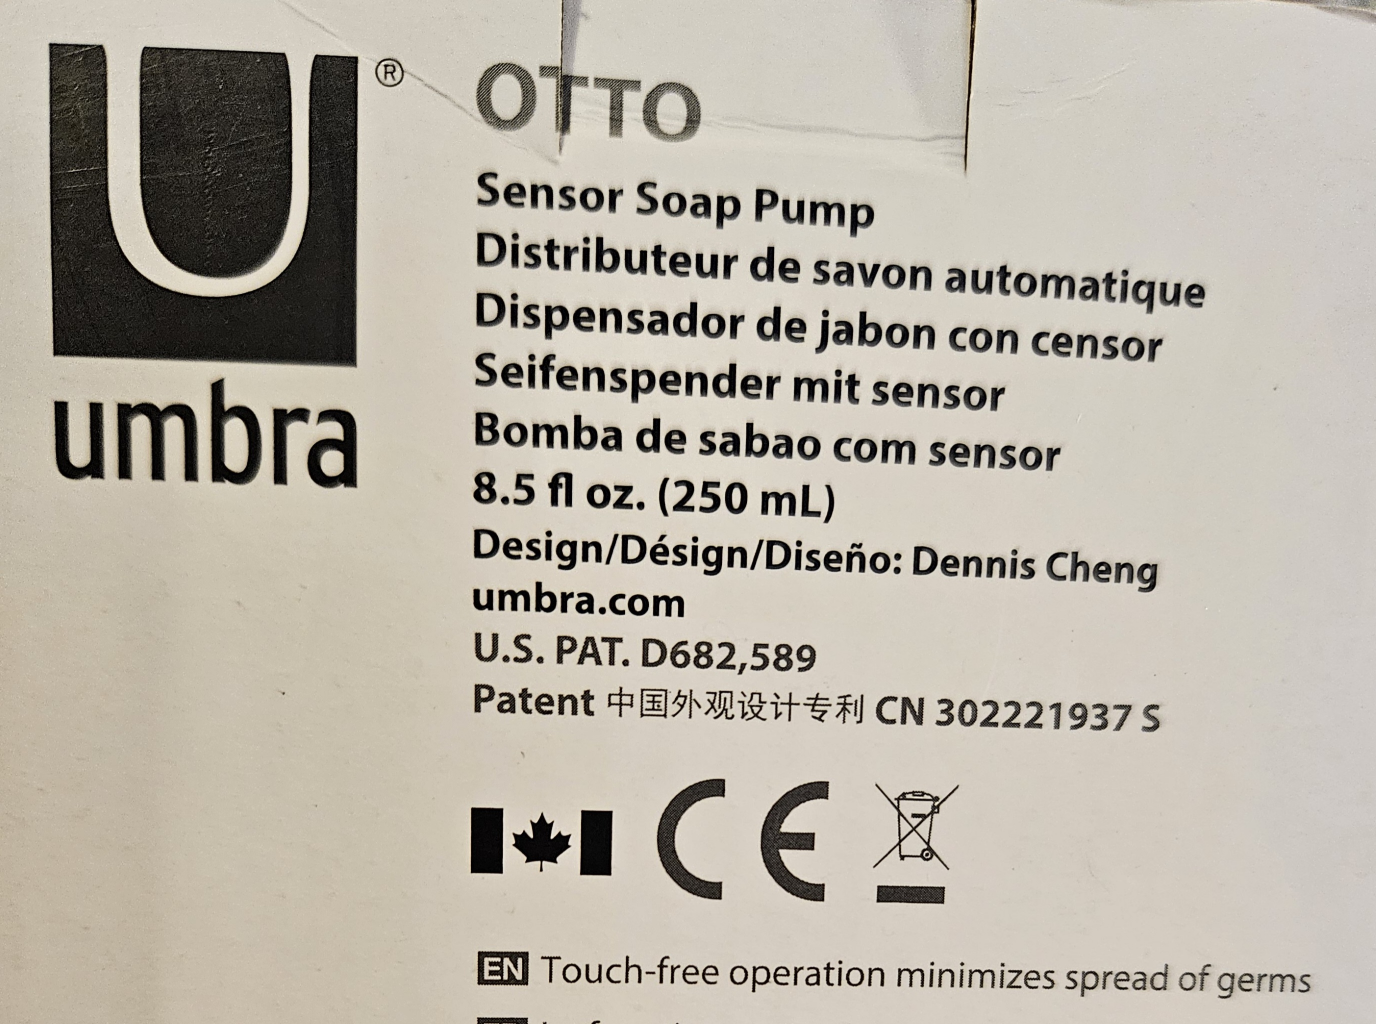 umbra®
OTTO
Sensor Soap Pump
Distributeur de savon automatique
Dispensador de jabon con censor
Seifenspender mit sensor
Bomba de sabao com sensor
8.5 fl oz. (250 mL)
Design/Désign/Diseño: Dennis Cheng
umbra.com
U.S. PAT. D682,589
Patent 中国外观设计专利 CN 302221937 S
CE
EN Touch-free operation minimizes spread of germs